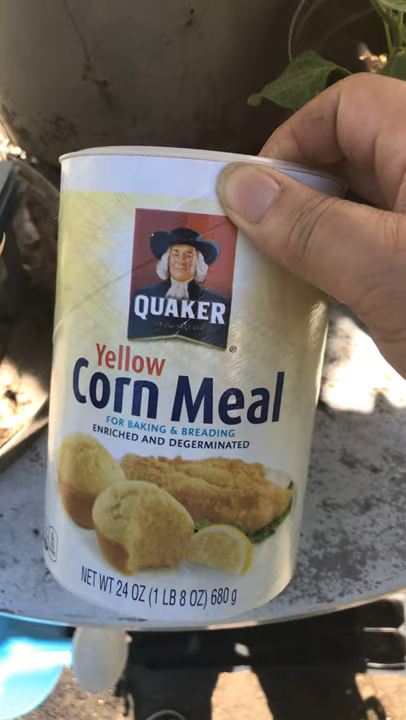 QUAKER
®
Yellow
Corn Meal
FOR BAKING & BREADING
ENRICHED AND DEGERMINATED
NET WT 24 OZ (1 LB 8 OZ) 680 g